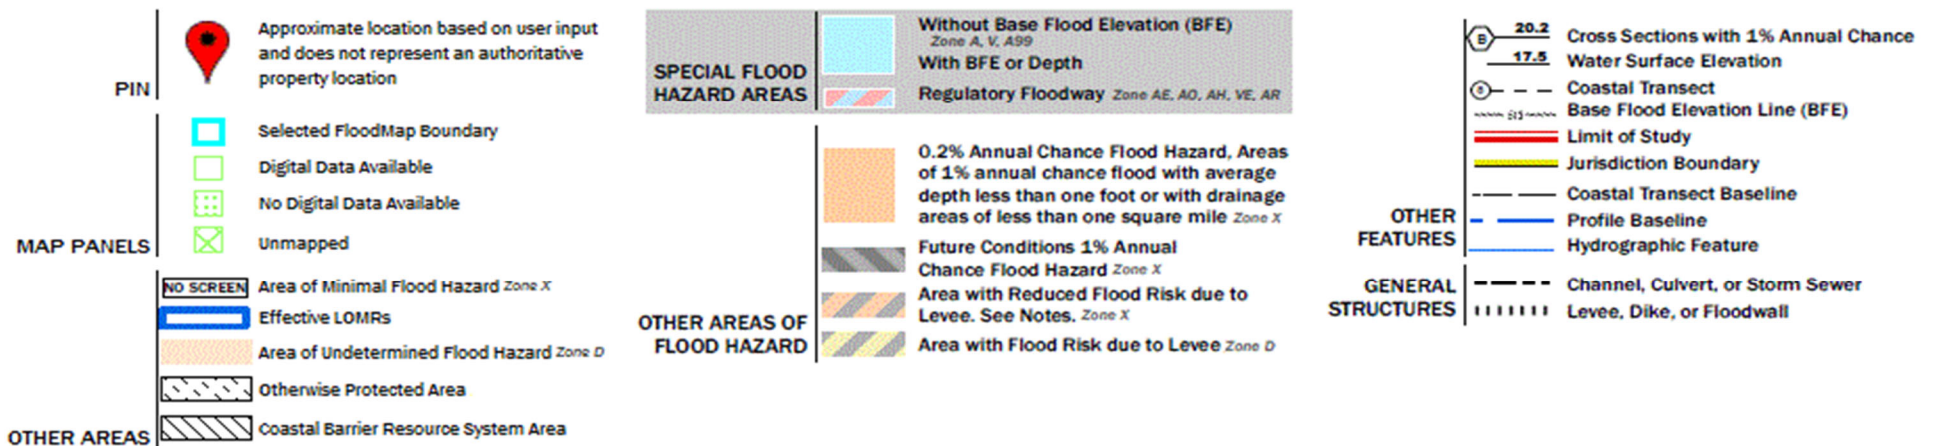 PIN
Approximate location based on user input
and does not represent an authoritative
property location
MAP PANELS
Selected FloodMap Boundary
Digital Data Available
No Digital Data Available
Unmapped
OTHER AREAS
NO SCREEN Area of Minimal Flood Hazard Zone X
Effective LOMRs
Area of Undetermined Flood Hazard Zone D
Otherwise Protected Area
Coastal Barrier Resource System Area
SPECIAL FLOOD
HAZARD AREAS
Without Base Flood Elevation (BFE)
Zone A, V, A99
With BFE or Depth
Regulatory Floodway Zone AE, AO, AH, VE, AR
OTHER AREAS OF
FLOOD HAZARD
0.2% Annual Chance Flood Hazard, Areas
of 1% annual chance flood with average
depth less than one foot or with drainage
areas of less than one square mile Zone X
Future Conditions 1% Annual
Chance Flood Hazard Zone X
Area with Reduced Flood Risk due to
Levee. See Notes. Zone X
Area with Flood Risk due to Levee Zone D
OTHER
FEATURES
B 20.2 Cross Sections with 1% Annual Chance
17.5 Water Surface Elevation
8 Coastal Transect
513 Base Flood Elevation Line (BFE)
Limit of Study
Jurisdiction Boundary
Coastal Transect Baseline
Profile Baseline
Hydrographic Feature
GENERAL
STRUCTURES
Channel, Culvert, or Storm Sewer
Levee, Dike, or Floodwall